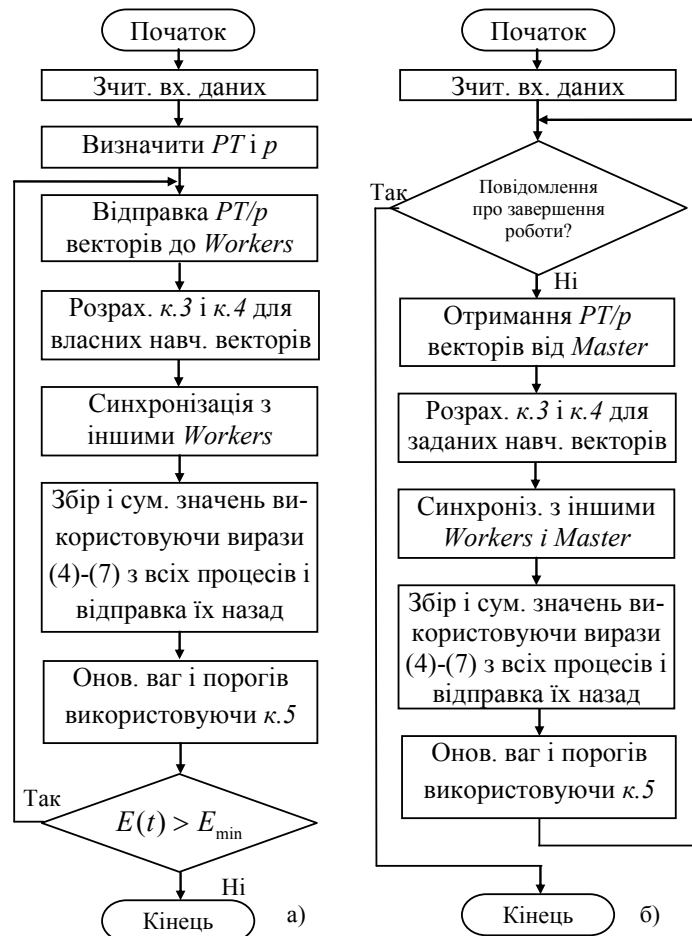 Початок
Зчит. вх. даних
Визначити PT і p
Відправка PT/p
векторів до Workers
Розрах. к.3 і к.4 для
власних навч. векторів
Синхронізація з
іншими Workers
Збір і сум. значень ви-
користовуючи вирази
(4)-(7) з всіх процесів і
відправка їх назад
Онов. ваг і порогів
використовуючи к.5
Так
E(t) > E_min
Ні
Кінець
а)
Початок
Зчит. вх. даних
Так
Повідомлення
про завершення
роботи?
Ні
Отримання PT/p
векторів від Master
Розрах. к.3 і к.4 для
заданих навч. векторів
Синхроніз. з іншими
Workers і Master
Збір і сум. значень ви-
користовуючи вирази
(4)-(7) з всіх процесів і
відправка їх назад
Онов. ваг і порогів
використовуючи к.5
Кінець
б)